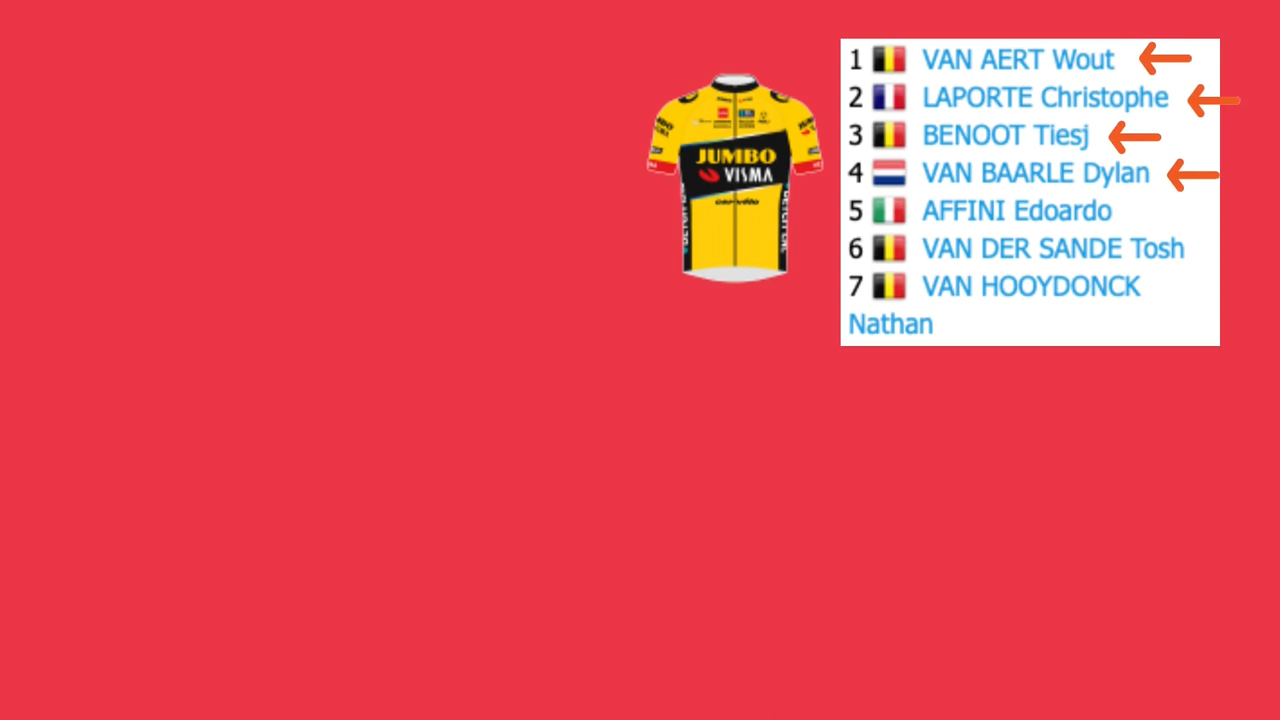 JUMBO
VISMA
cervélo
1 VAN AERT Wout
2 LAPORTE Christophe
3 BENOOT Tiesj
4 VAN BAARLE Dylan
5 AFFINI Edoardo
6 VAN DER SANDE Tosh
7 VAN HOOYDONCK
Nathan